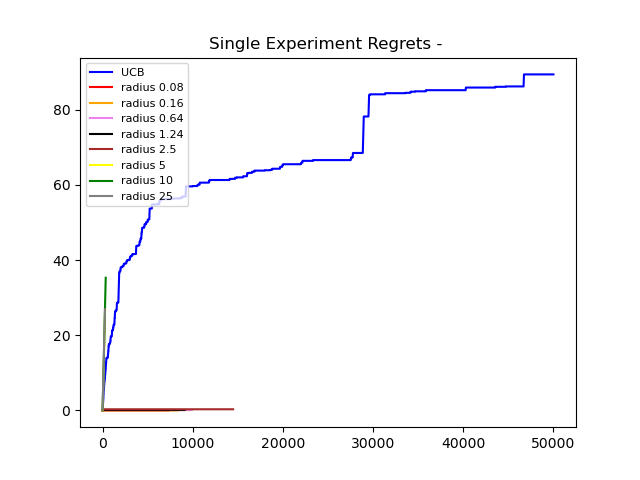 Single Experiment Regrets -
UCB
radius 0.08
radius 0.16
radius 0.64
radius 1.24
radius 2.5
radius 5
radius 10
radius 25
80
60
40
20
0
0 10000 20000 30000 40000 50000